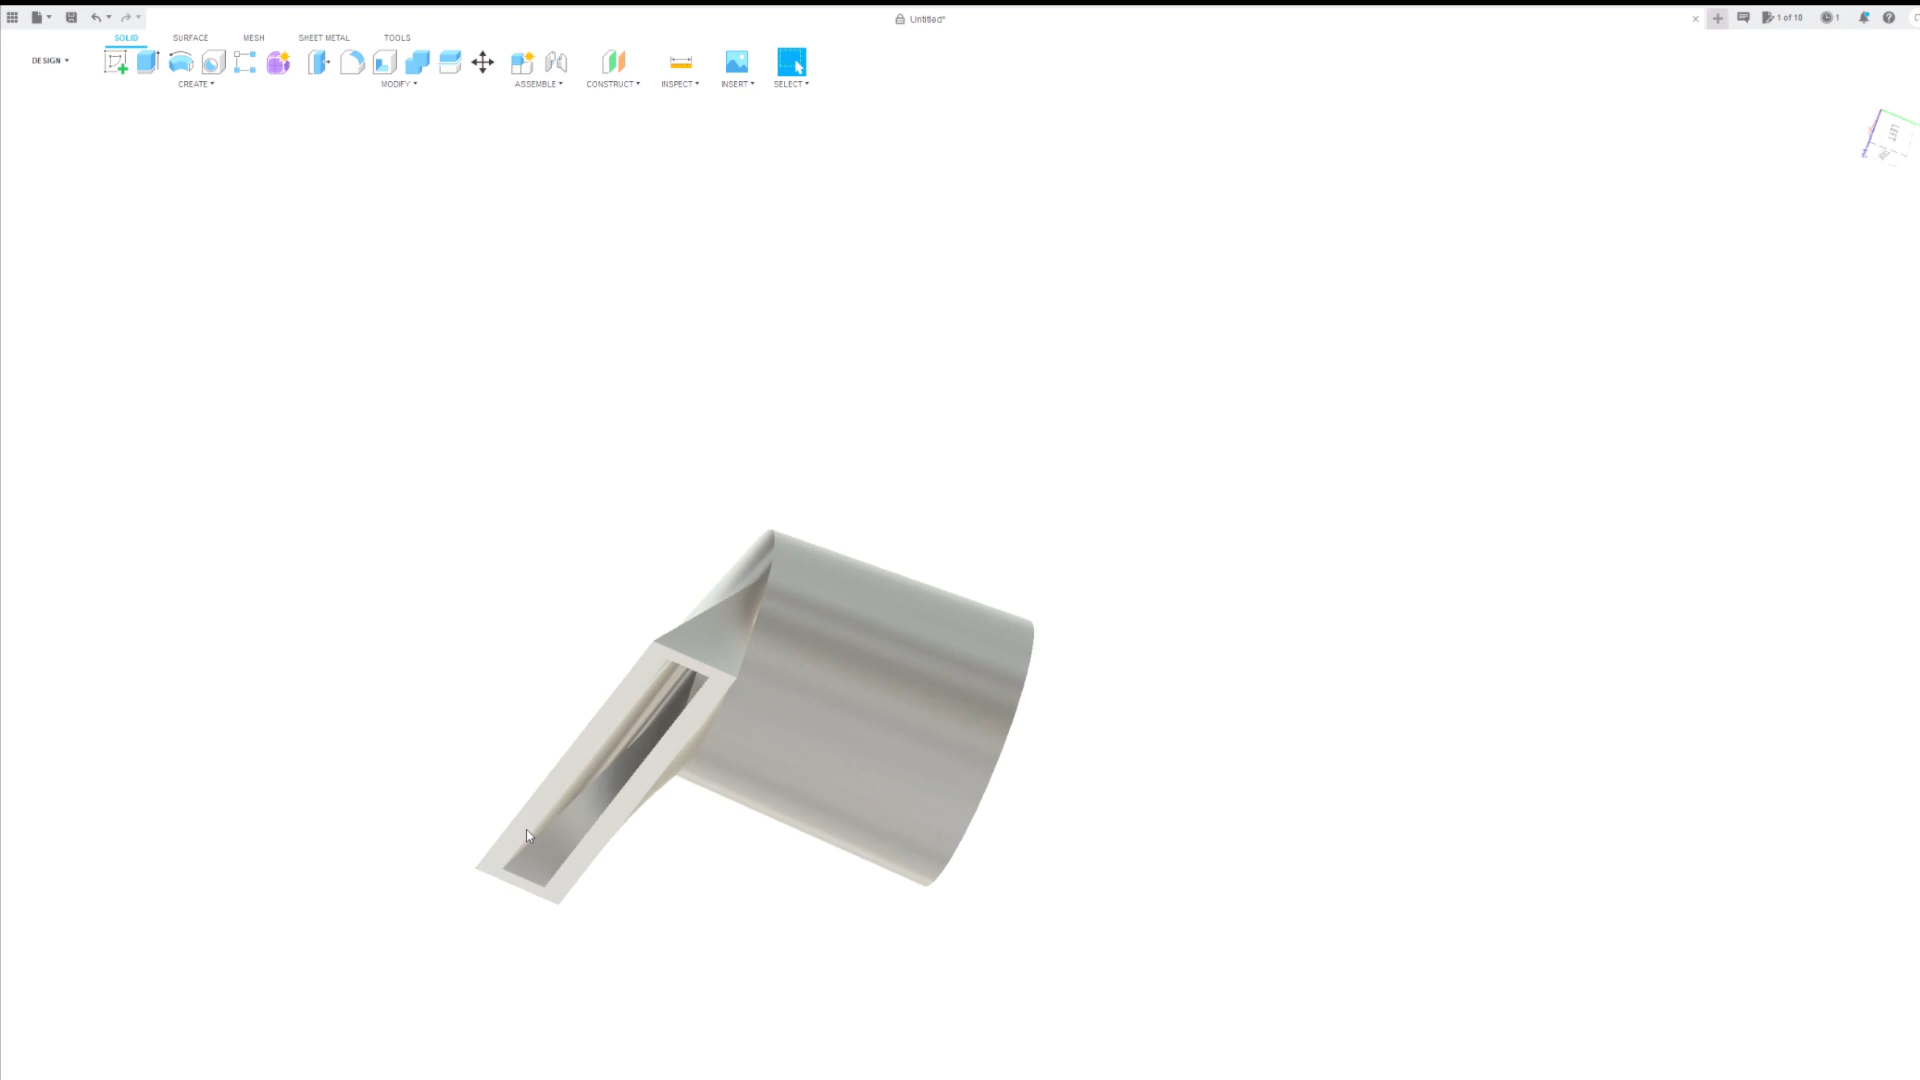 Untitled*
1 of 10
1
SOLID
SURFACE
MESH
SHEET METAL
TOOLS
DESIGN
CREATE
MODIFY
ASSEMBLE
CONSTRUCT
INSPECT
INSERT
SELECT
LEFT